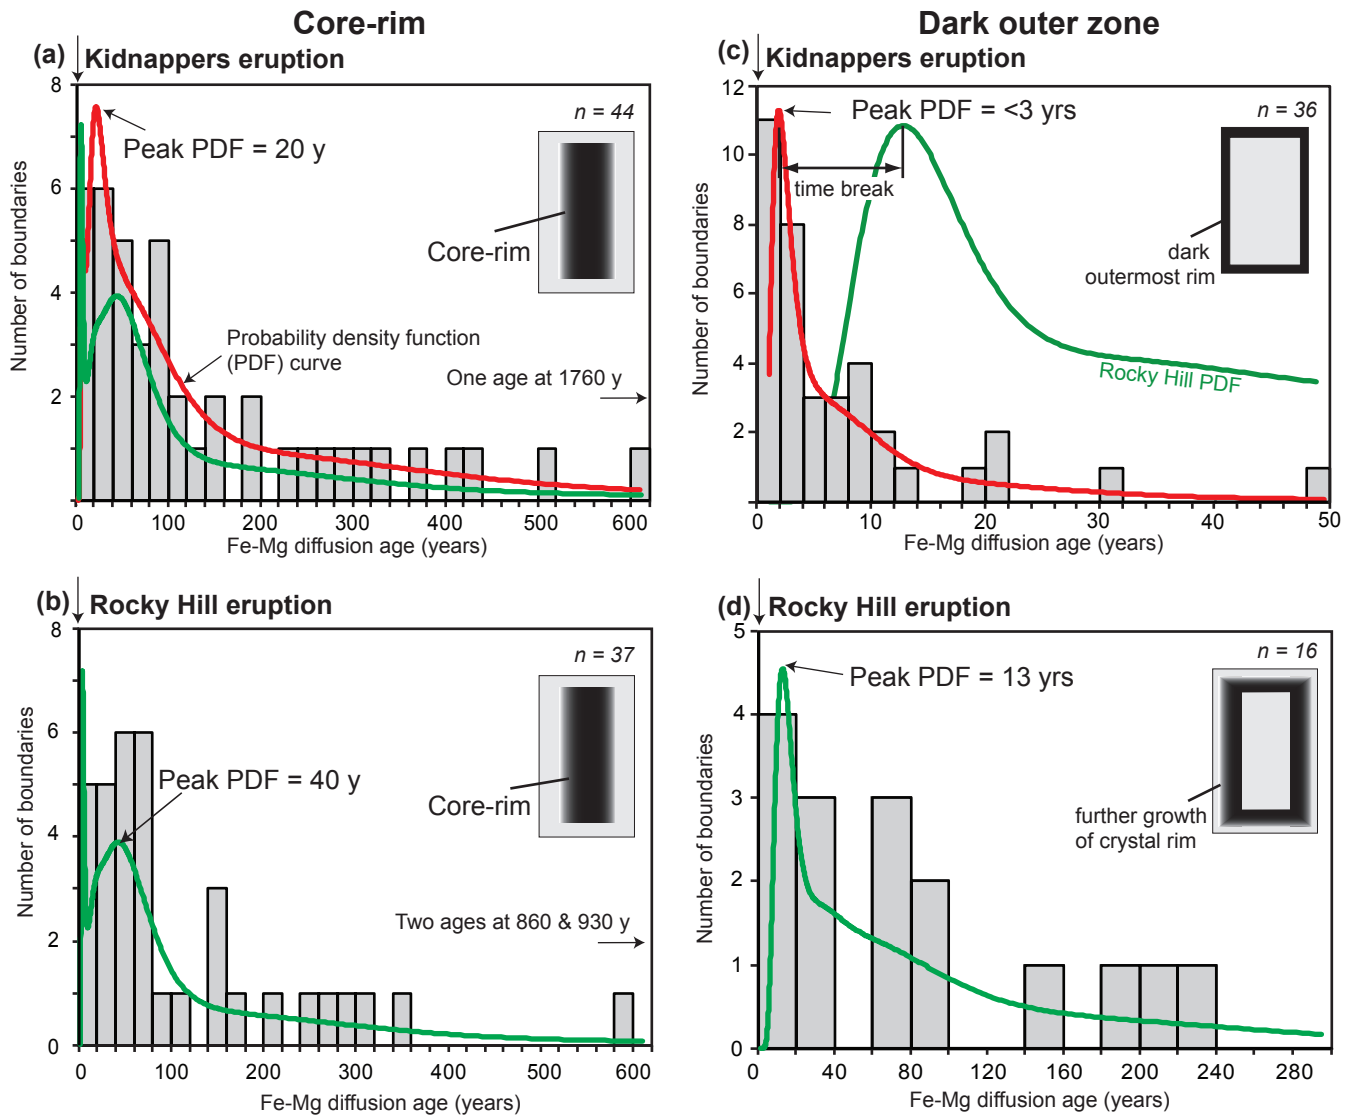 Core-rim
Dark outer zone
(a)
Kidnappers eruption
n = 44
Peak PDF = 20 y
Core-rim
Probability density function
(PDF) curve
One age at 1760 y
Number of boundaries
8
6
4
2
0
0 100 200 300 400 500 600
Fe-Mg diffusion age (years)
(c)
Kidnappers eruption
n = 36
Peak PDF = <3 yrs
time break
dark
outermost rim
Rocky Hill PDF
Number of boundaries
12
10
8
6
4
2
0
0 10 20 30 40 50
Fe-Mg diffusion age (years)
(b)
Rocky Hill eruption
n = 37
Peak PDF = 40 y
Core-rim
Two ages at 860 & 930 y
Number of boundaries
8
6
4
2
0
0 100 200 300 400 500 600
Fe-Mg diffusion age (years)
(d)
Rocky Hill eruption
n = 16
Peak PDF = 13 yrs
further growth
of crystal rim
Number of boundaries
5
4
3
2
1
0
0 40 80 120 160 200 240 280
Fe-Mg diffusion age (years)